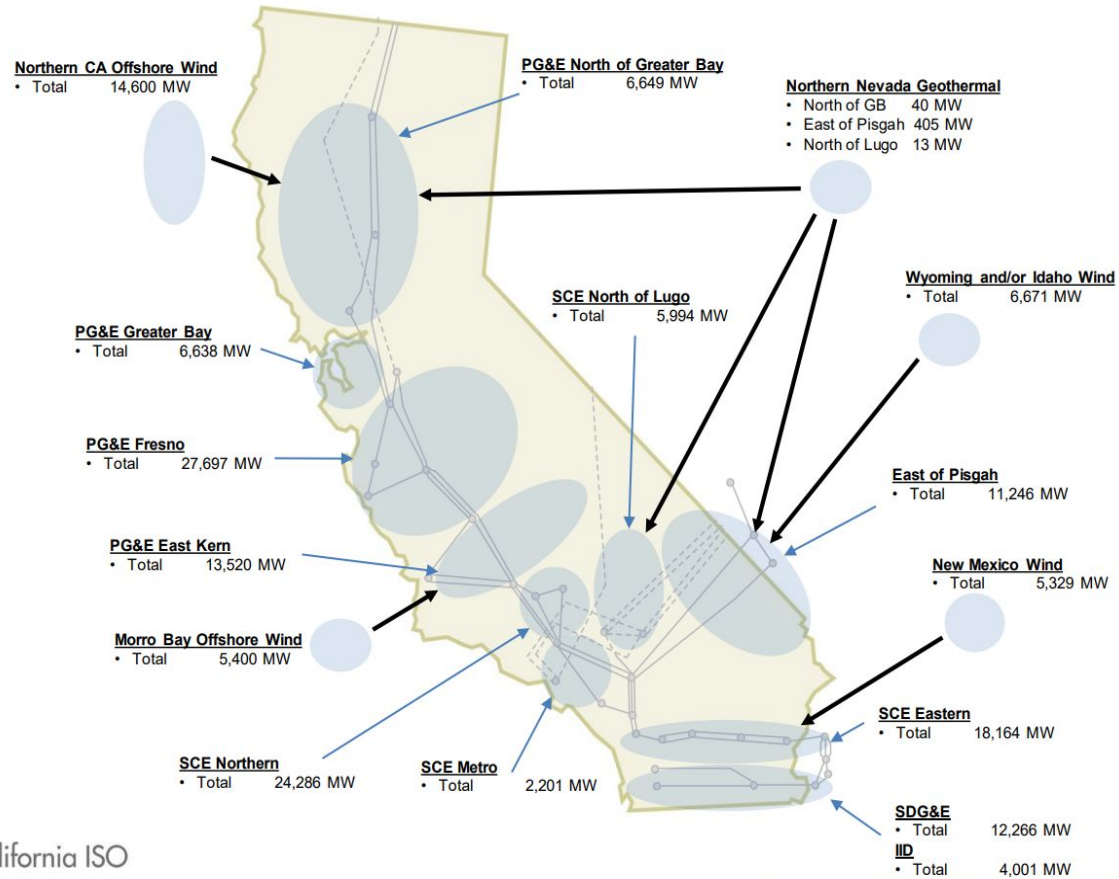 Northern CA Offshore Wind
• Total 14,600 MW
PG&E North of Greater Bay
• Total 6,649 MW
Northern Nevada Geothermal
• North of GB 40 MW
• East of Pisgah 405 MW
• North of Lugo 13 MW
Wyoming and/or Idaho Wind
• Total 6,671 MW
SCE North of Lugo
• Total 5,994 MW
PG&E Greater Bay
• Total 6,638 MW
PG&E Fresno
• Total 27,697 MW
East of Pisgah
• Total 11,246 MW
PG&E East Kern
• Total 13,520 MW
New Mexico Wind
• Total 5,329 MW
Morro Bay Offshore Wind
• Total 5,400 MW
SCE Eastern
• Total 18,164 MW
SCE Northern
• Total 24,286 MW
SCE Metro
• Total 2,201 MW
SDG&E
• Total 12,266 MW
IID
• Total 4,001 MW
lifornia ISO